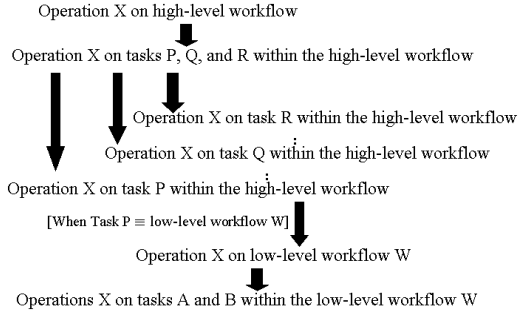 Operation X on high-level workflow
Operation X on tasks P, Q, and R within the high-level workflow
Operation X on task R within the high-level workflow
Operation X on task Q within the high-level workflow
Operation X on task P within the high-level workflow
[When Task P ≡ low-level workflow W]
Operation X on low-level workflow W
Operations X on tasks A and B within the low-level workflow W